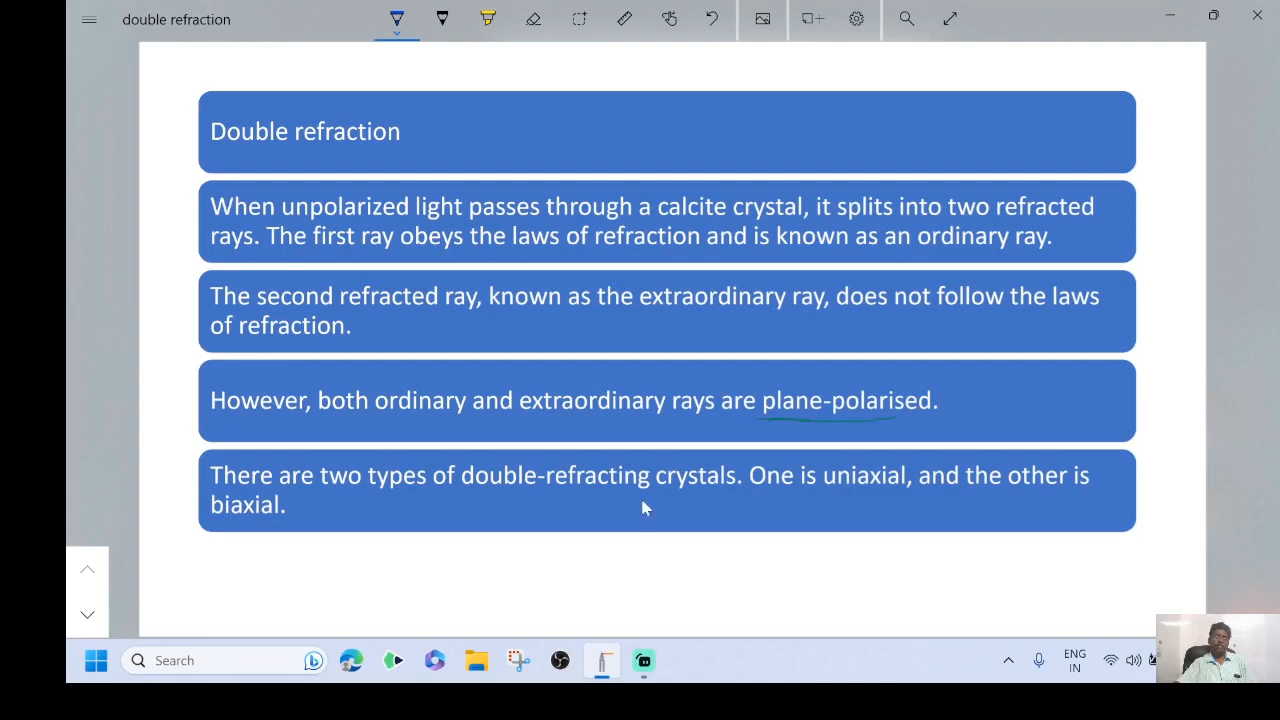 double refraction
Double refraction
When unpolarized light passes through a calcite crystal, it splits into two refracted
rays. The first ray obeys the laws of refraction and is known as an ordinary ray.
The second refracted ray, known as the extraordinary ray, does not follow the laws
of refraction.
However, both ordinary and extraordinary rays are plane-polarised.
There are two types of double-refracting crystals. One is uniaxial, and the other is
biaxial.
Search
ENG
IN